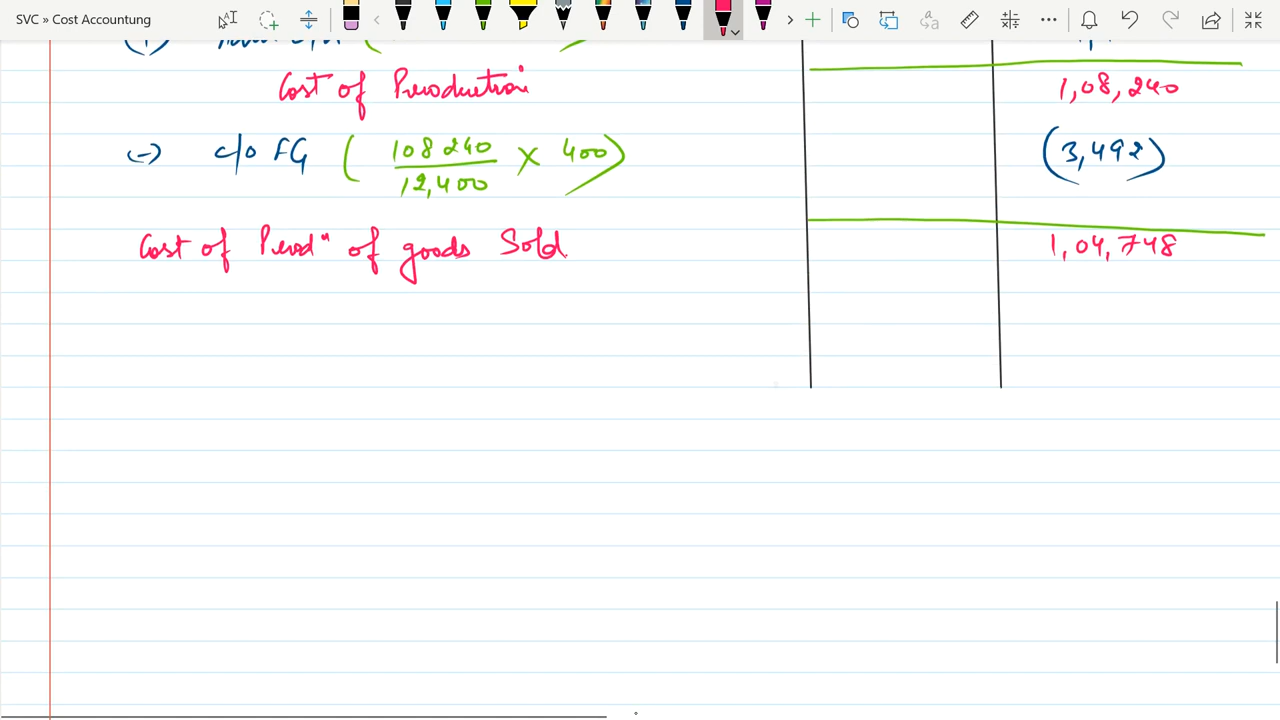 SVC » Cost Accountung
Cost of Production 1,08,240
(-) c/o FG ( 108240 / 12,400 × 400 ) (3,492)
Cost of Prodⁿ of goods Sold 1,04,748